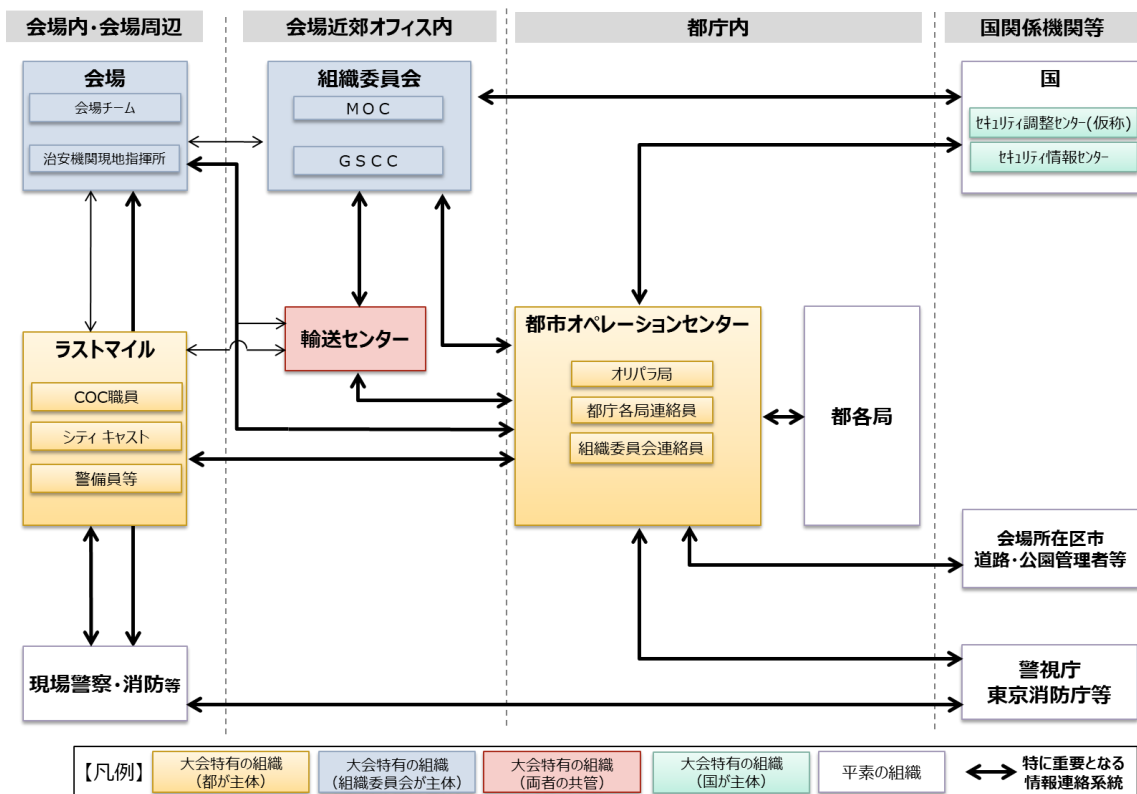 会場内・会場周辺
会場近郊オフィス内
都庁内
国関係機関等
会場
会場チーム
治安機関現地指揮所
組織委員会
MOC
GSCC
国
セキュリティ調整センター(仮称)
セキュリティ情報センター
ラストマイル
COC職員
シティ キャスト
警備員等
輸送センター
都市オペレーションセンター
オリパラ局
都庁各局連絡員
組織委員会連絡員
都各局
会場所在区市
道路・公園管理者等
現場警察・消防等
警視庁
東京消防庁等
【凡例】
大会特有の組織
(都が主体)
大会特有の組織
(組織委員会が主体)
大会特有の組織
(両者の共管)
大会特有の組織
(国が主体)
平素の組織
特に重要となる
情報連絡系統